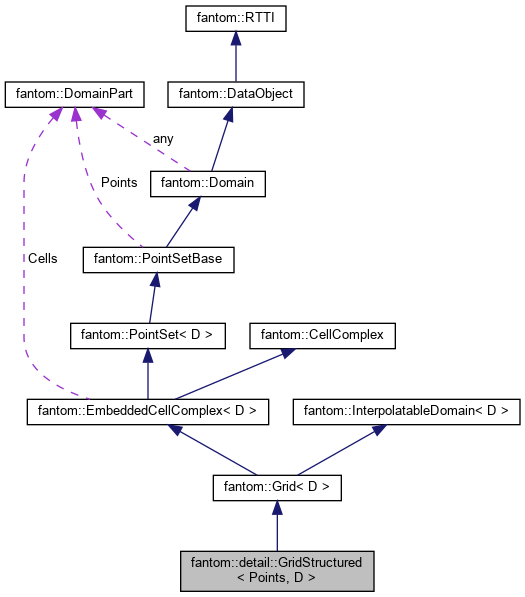 fantom::RTTI
fantom::DomainPart
fantom::DataObject
any
Points
fantom::Domain
Cells
fantom::PointSetBase
fantom::PointSet< D >
fantom::CellComplex
fantom::EmbeddedCellComplex< D >
fantom::InterpolatableDomain< D >
fantom::Grid< D >
fantom::detail::GridStructured
< Points, D >